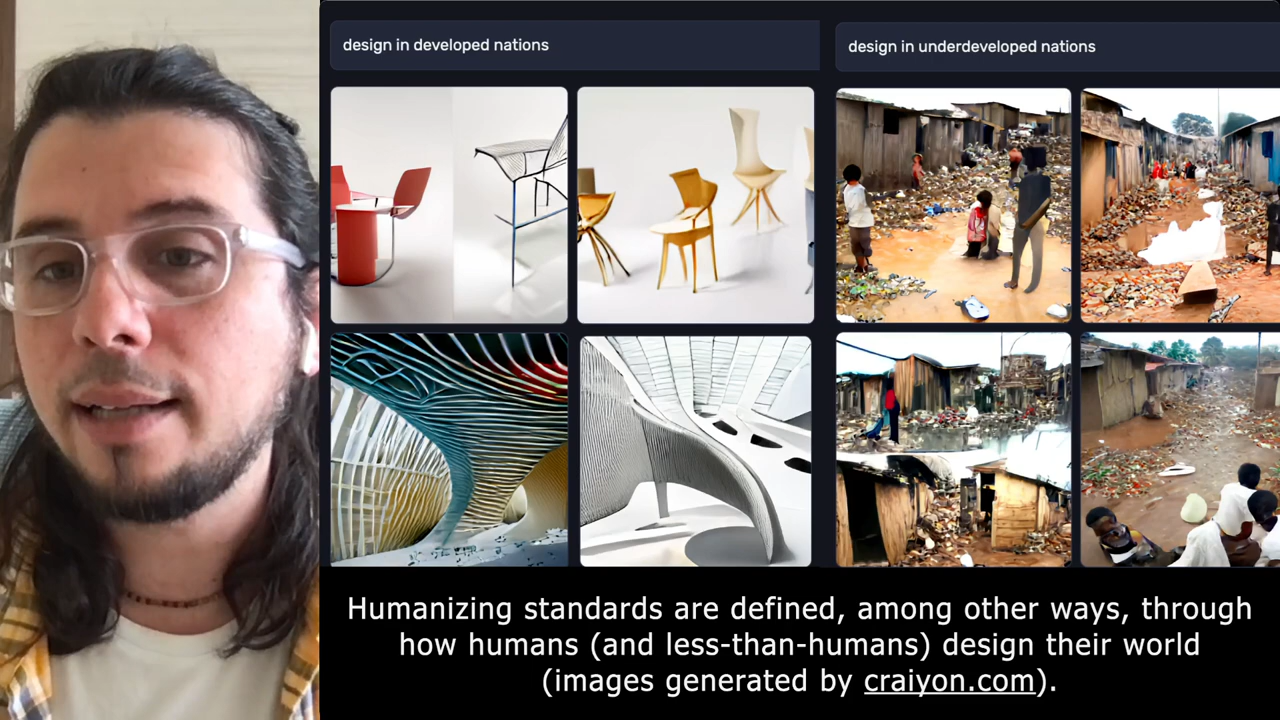 design in developed nations
design in underdeveloped nations
Humanizing standards are defined, among other ways, through
how humans (and less-than-humans) design their world
(images generated by craiyon.com).